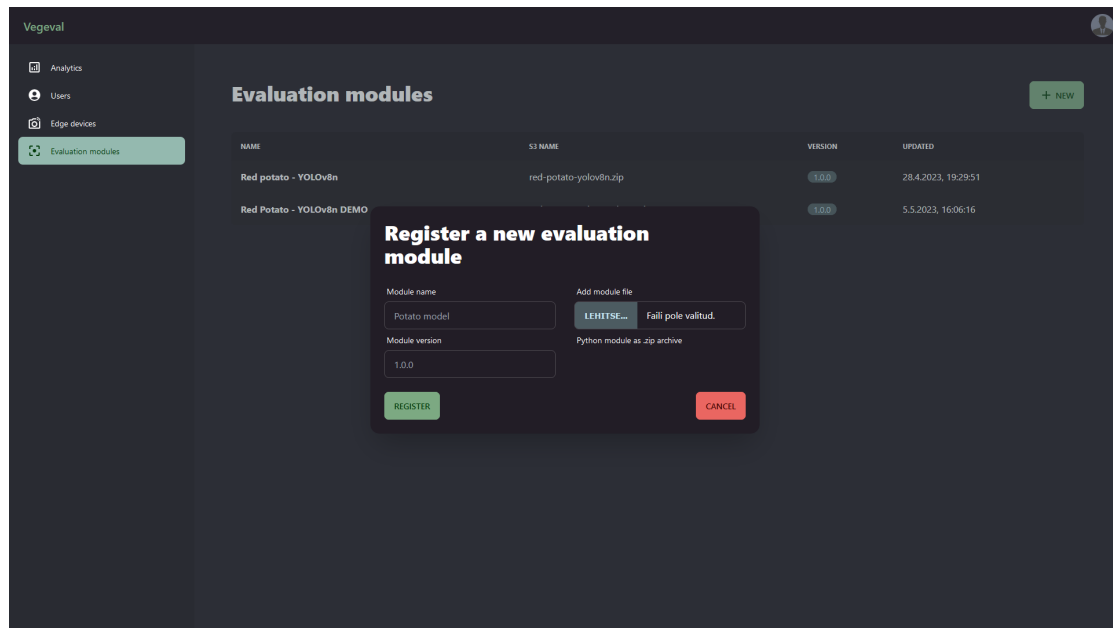 Vegeval
Analytics
Users
Edge devices
Evaluation modules
Evaluation modules
+ NEW
NAME S3 NAME VERSION UPDATED
Red potato - YOLOv8n red-potato-yolov8n.zip 1.0.0 28.4.2023, 19:29:51
Red Potato - YOLOv8n DEMO 1.0.0 5.5.2023, 16:06:16
Register a new evaluation
module
Module name Add module file
Potato model LEHITSE... Faili pole valitud.
Module version Python module as .zip archive
1.0.0
REGISTER CANCEL